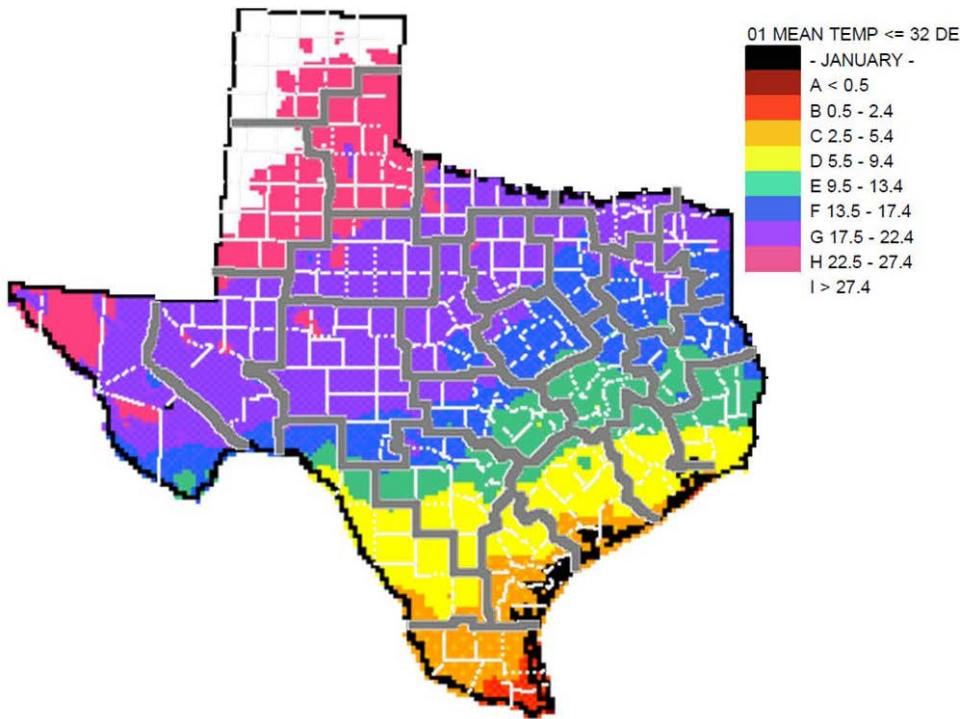 01 MEAN TEMP <= 32 DE
- JANUARY -
A < 0.5
B 0.5 - 2.4
C 2.5 - 5.4
D 5.5 - 9.4
E 9.5 - 13.4
F 13.5 - 17.4
G 17.5 - 22.4
H 22.5 - 27.4
I > 27.4